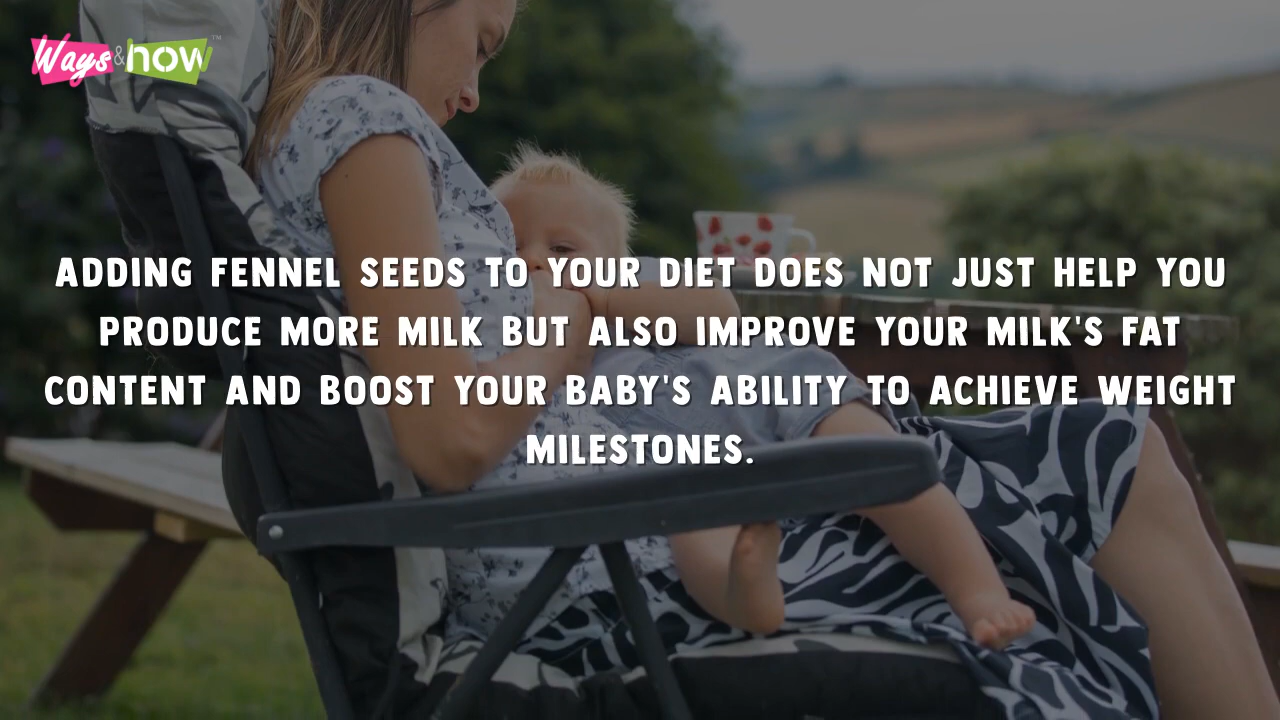 Ways & how™
ADDING FENNEL SEEDS TO YOUR DIET DOES NOT JUST HELP YOU
PRODUCE MORE MILK BUT ALSO IMPROVE YOUR MILK'S FAT
CONTENT AND BOOST YOUR BABY'S ABILITY TO ACHIEVE WEIGHT
MILESTONES.